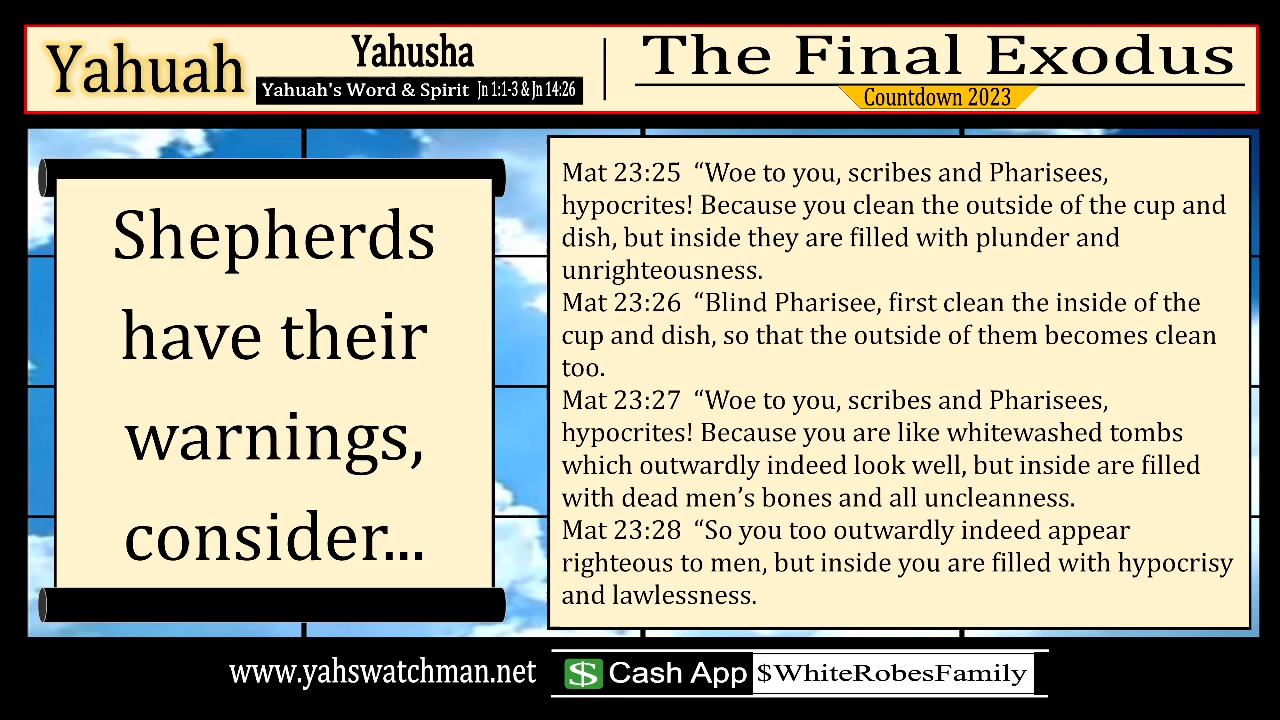 Yahuah
Yahusha
Yahuah's Word & Spirit Jn 1:1-3 & Jn 14:26
The Final Exodus
Countdown 2023
Shepherds
have their
warnings,
consider...
Mat 23:25  “Woe to you, scribes and Pharisees,
hypocrites! Because you clean the outside of the cup and
dish, but inside they are filled with plunder and
unrighteousness.
Mat 23:26  “Blind Pharisee, first clean the inside of the
cup and dish, so that the outside of them becomes clean
too.
Mat 23:27  “Woe to you, scribes and Pharisees,
hypocrites! Because you are like whitewashed tombs
which outwardly indeed look well, but inside are filled
with dead men’s bones and all uncleanness.
Mat 23:28  “So you too outwardly indeed appear
righteous to men, but inside you are filled with hypocrisy
and lawlessness.
www.yahswatchman.net
$ Cash App $WhiteRobesFamily